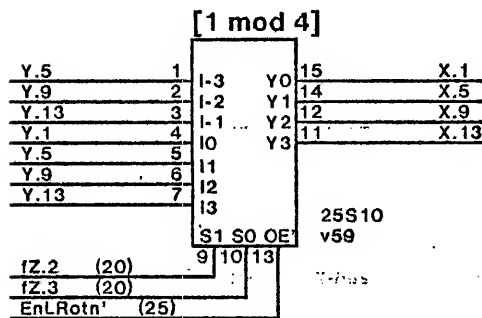 [1 mod 4]
Y.5 1 I-3 Y0 15 X.1
Y.9 2 I-2 Y1 14 X.5
Y.13 3 I-1 Y2 12 X.9
Y.1 4 I0 Y3 11 X.13
Y.5 5 I1
Y.9 6 I2
Y.13 7 I3
25S10
S1 S0 OE' v59
9 10 13
fZ.2 (20)
fZ.3 (20)
EnLRotn' (25)